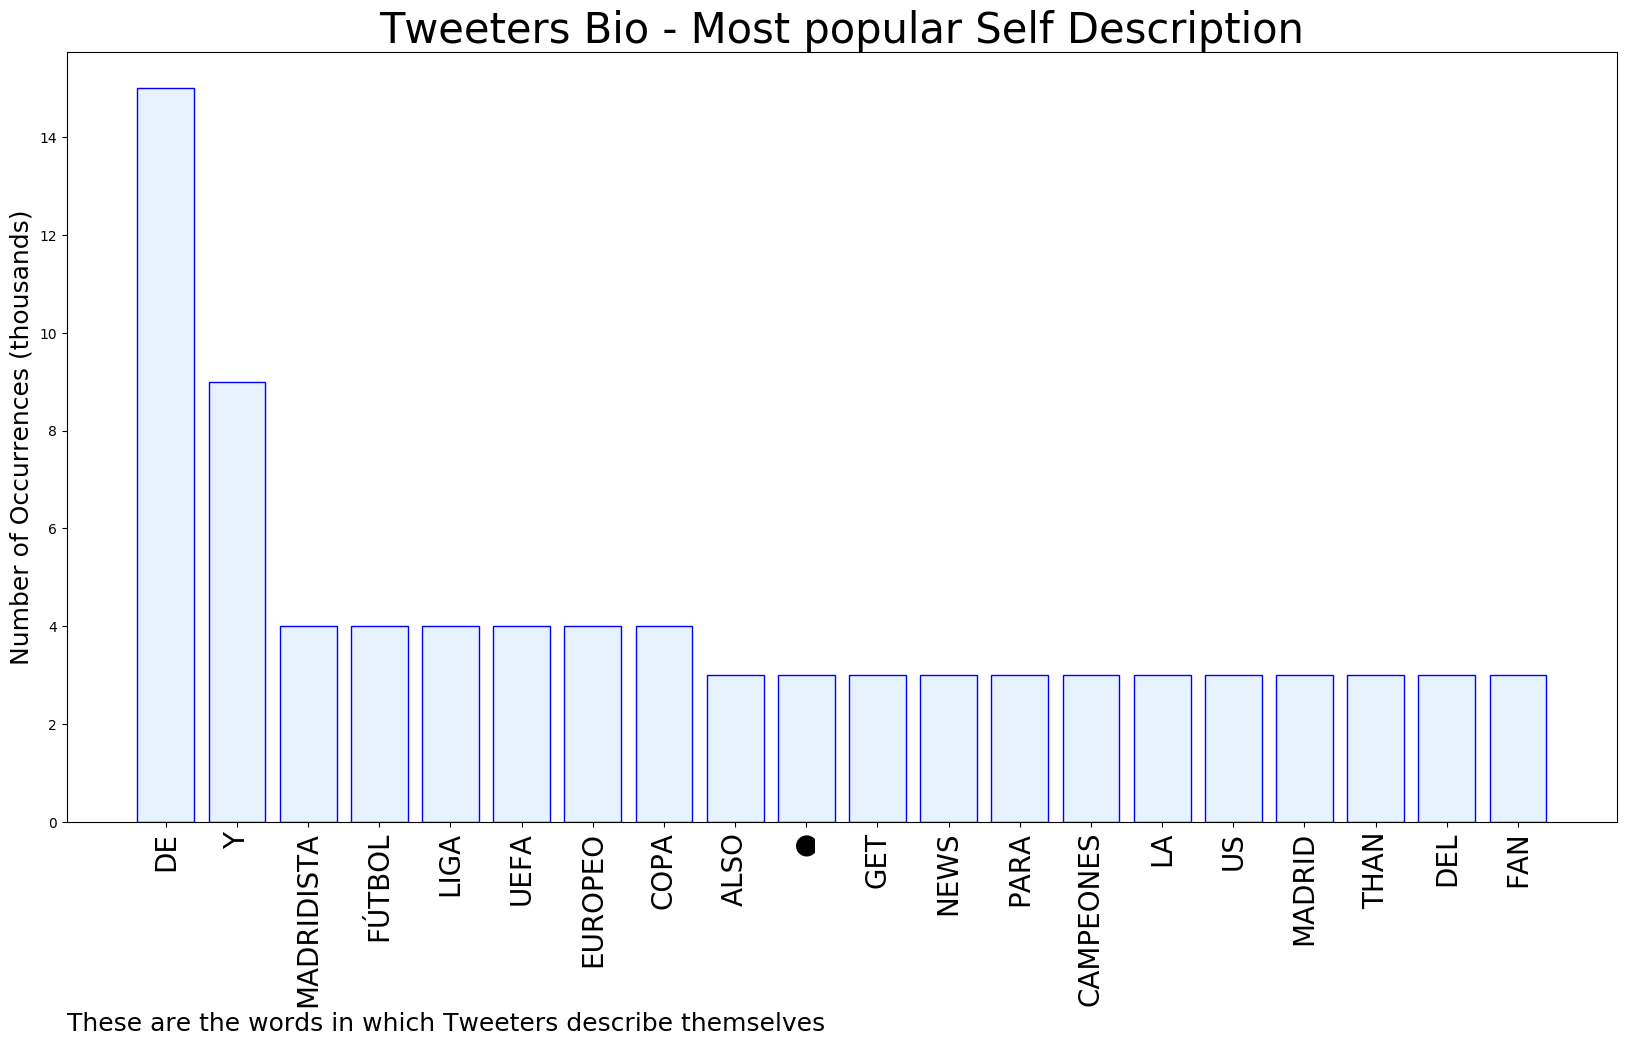 Tweeters Bio - Most popular Self Description
Number of Occurrences (thousands)
14
12
10
8
6
4
2
0
DE
Y
MADRIDISTA
FÚTBOL
LIGA
UEFA
EUROPEO
COPA
ALSO
●
GET
NEWS
PARA
CAMPEONES
LA
US
MADRID
THAN
DEL
FAN
These are the words in which Tweeters describe themselves